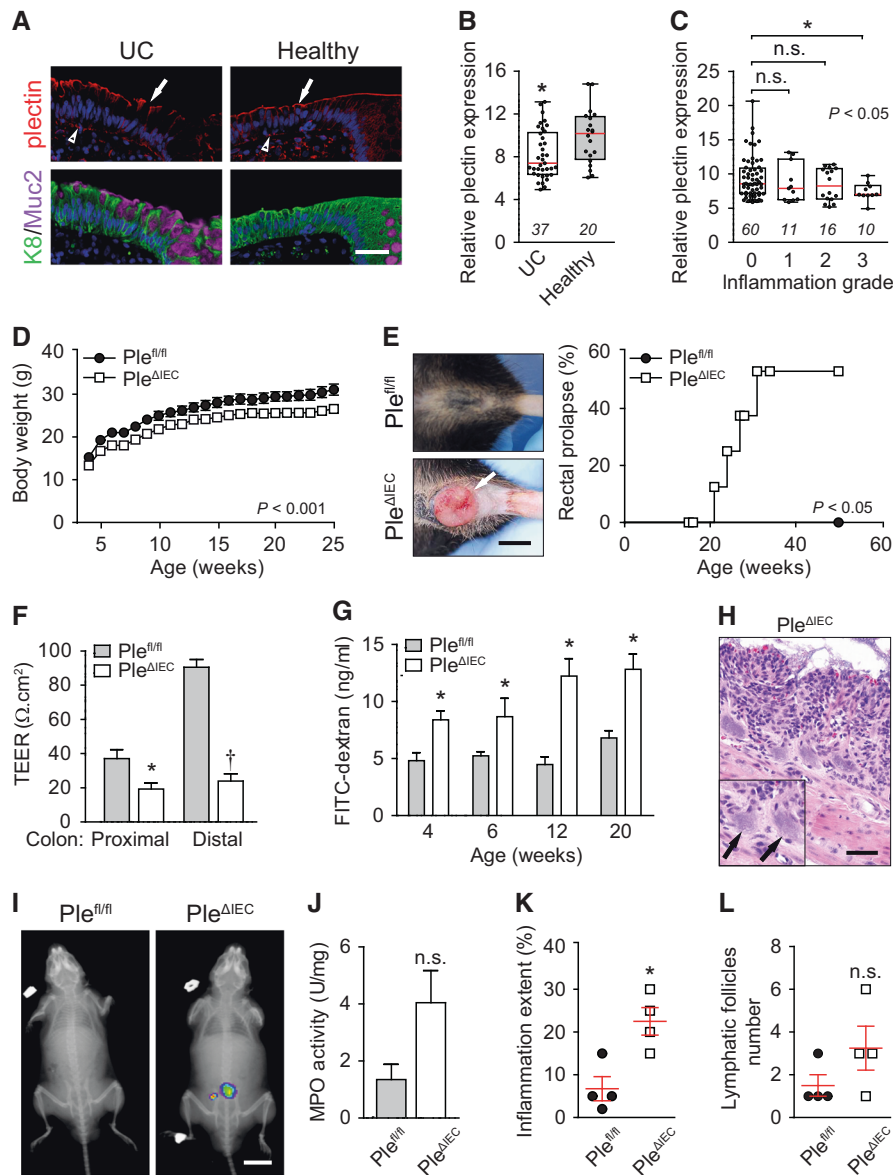 A
UC
Healthy
plectin
K8/Muc2
B
Relative plectin expression
16
12
8
4
0
*
37
20
UC
Healthy
C
Relative plectin expression
25
20
15
10
5
0
*
n.s.
n.s.
P < 0.05
60
11
16
10
0 1 2 3
Inflammation grade
D
Body weight (g)
40
30
20
10
0
Ple^fl/fl
Ple^ΔIEC
P < 0.001
5 10 15 20 25
Age (weeks)
E
Ple^fl/fl
Ple^ΔIEC
Rectal prolapse (%)
60
40
20
0
Ple^fl/fl
Ple^ΔIEC
P < 0.05
0 20 40 60
Age (weeks)
F
TEER (Ω.cm²)
100
80
60
40
20
0
Ple^fl/fl
Ple^ΔIEC
*
†
Colon: Proximal Distal
G
FITC-dextran (ng/ml)
15
10
5
0
Ple^fl/fl
Ple^ΔIEC
* * * *
4 6 12 20
Age (weeks)
H
Ple^ΔIEC
I
Ple^fl/fl
Ple^ΔIEC
J
MPO activity (U/mg)
6
4
2
0
n.s.
Ple^fl/fl
Ple^ΔIEC
K
Inflammation extent (%)
40
30
20
10
0
*
Ple^fl/fl
Ple^ΔIEC
L
Lymphatic follicles
number
8
6
4
2
0
n.s.
Ple^fl/fl
Ple^ΔIEC